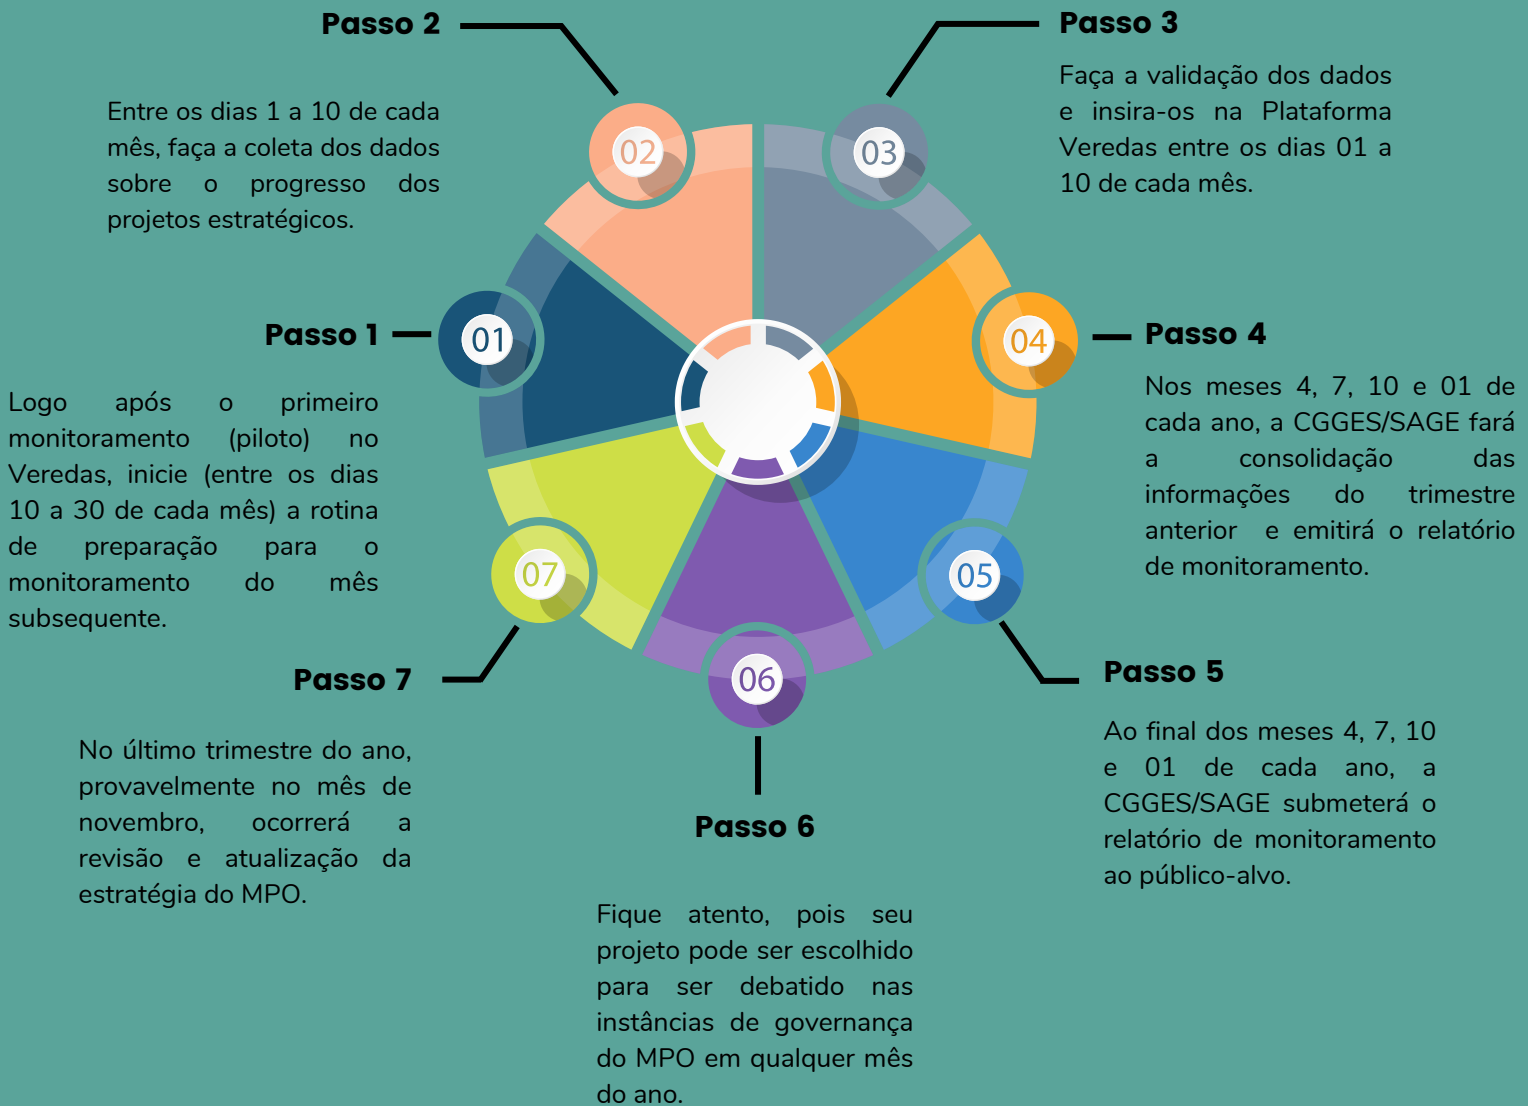 Passo 1
01
Logo após o primeiro
monitoramento (piloto) no
Veredas, inicie (entre os dias
10 a 30 de cada mês) a rotina
de preparação para o
monitoramento do mês
subsequente.
Passo 2
02
Entre os dias 1 a 10 de cada
mês, faça a coleta dos dados
sobre o progresso dos
projetos estratégicos.
Passo 3
03
Faça a validação dos dados
e insira-os na Plataforma
Veredas entre os dias 01 a
10 de cada mês.
Passo 4
04
Nos meses 4, 7, 10 e 01 de
cada ano, a CGGES/SAGE fará
a consolidação das
informações do trimestre
anterior e emitirá o relatório
de monitoramento.
Passo 5
05
Ao final dos meses 4, 7, 10
e 01 de cada ano, a
CGGES/SAGE submeterá o
relatório de monitoramento
ao público-alvo.
Passo 6
06
Fique atento, pois seu
projeto pode ser escolhido
para ser debatido nas
instâncias de governança
do MPO em qualquer mês
do ano.
Passo 7
07
No último trimestre do ano,
provavelmente no mês de
novembro, ocorrerá a
revisão e atualização da
estratégia do MPO.